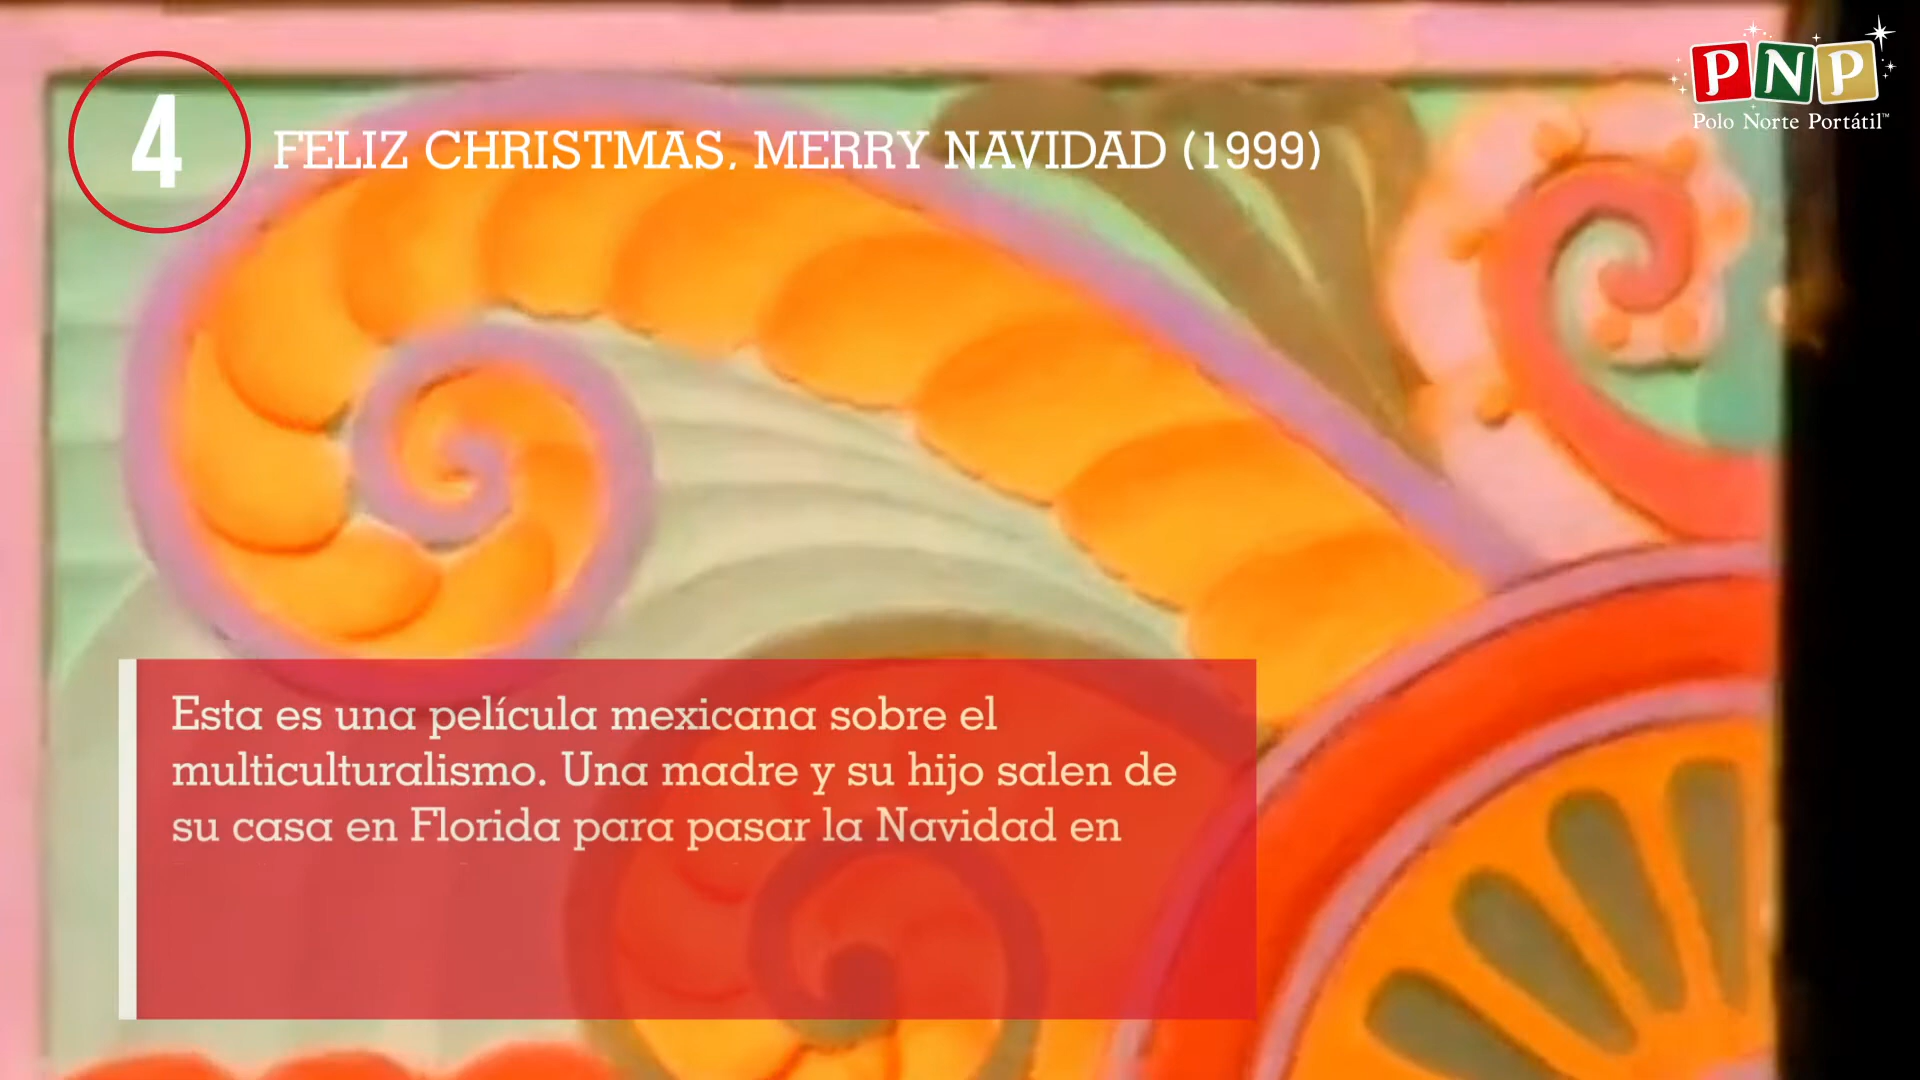 4
FELIZ CHRISTMAS, MERRY NAVIDAD (1999)
PNP
Polo Norte Portátil™
Esta es una película mexicana sobre el
multiculturalismo. Una madre y su hijo salen de
su casa en Florida para pasar la Navidad en